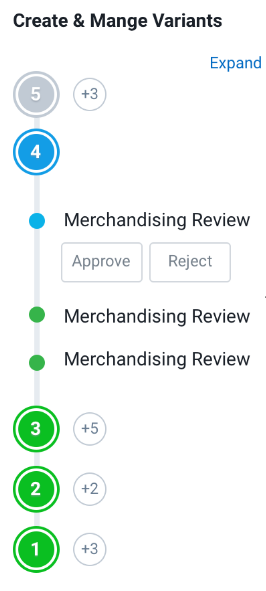 Create & Mange Variants
Expand
5 +3
4
Merchandising Review
Approve Reject
Merchandising Review
Merchandising Review
3 +5
2 +2
1 +3